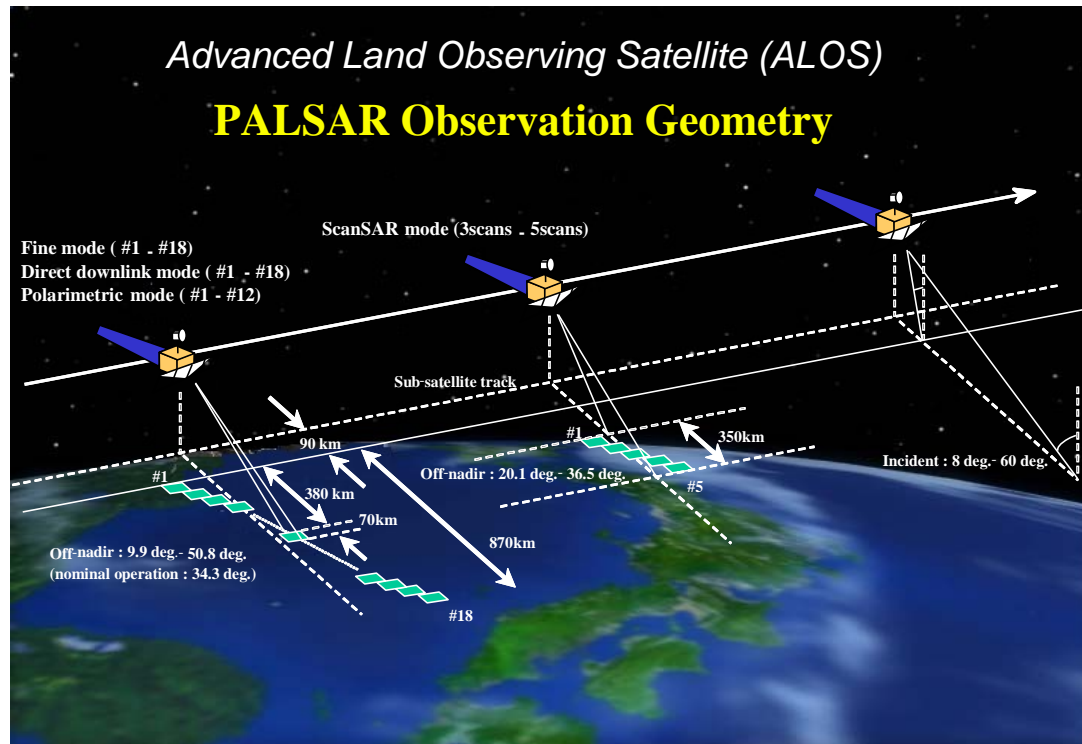 Advanced Land Observing Satellite (ALOS)
PALSAR Observation Geometry
Fine mode ( #1 - #18)
Direct downlink mode ( #1 - #18)
Polarimetric mode ( #1 - #12)
ScanSAR mode (3scans - 5scans)
Sub-satellite track
90 km
#1
380 km
70km
870km
Off-nadir : 9.9 deg.- 50.8 deg.
(nominal operation : 34.3 deg.)
#18
#1
350km
Off-nadir : 20.1 deg.- 36.5 deg.
#5
Incident : 8 deg.- 60 deg.